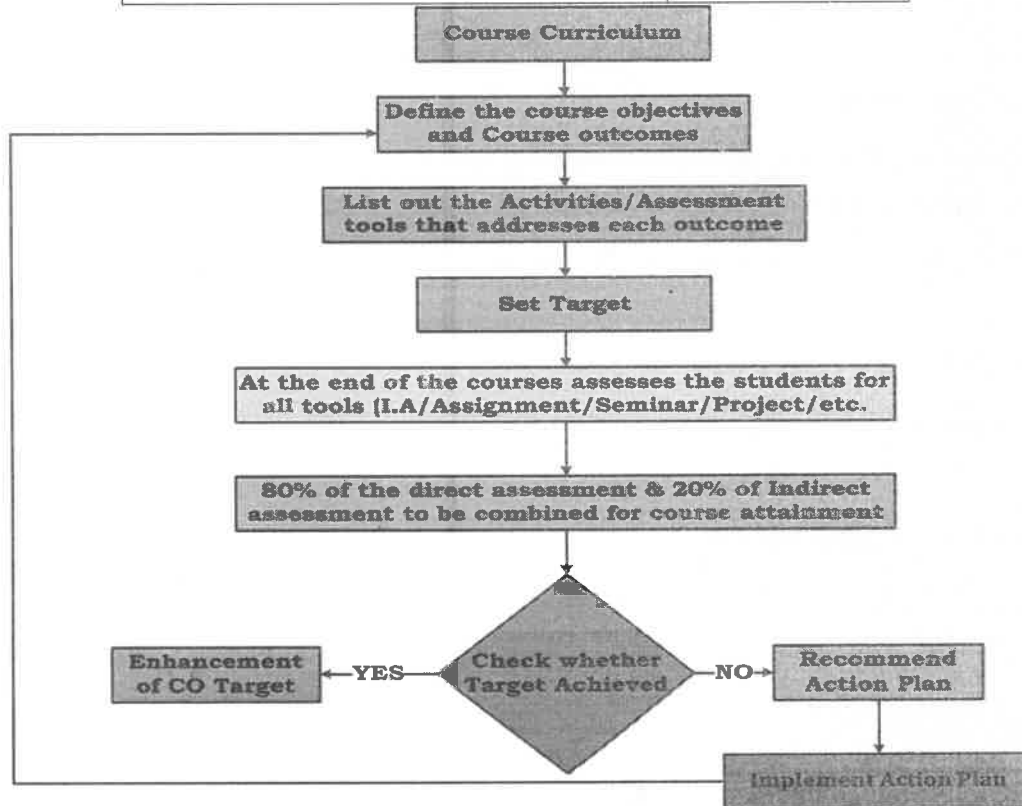 Course Curriculum
Define the course objectives
and Course outcomes
List out the Activities/Assessment
tools that addresses each outcome
Set Target
At the end of the courses assesses the students for
all tools (I.A/Assignment/Seminar/Project/etc.
80% of the direct assessment & 20% of Indirect
assessment to be combined for course attainment
Check whether
Target Achieved
YES
Enhancement
of CO Target
NO
Recommend
Action Plan
Implement Action Plan